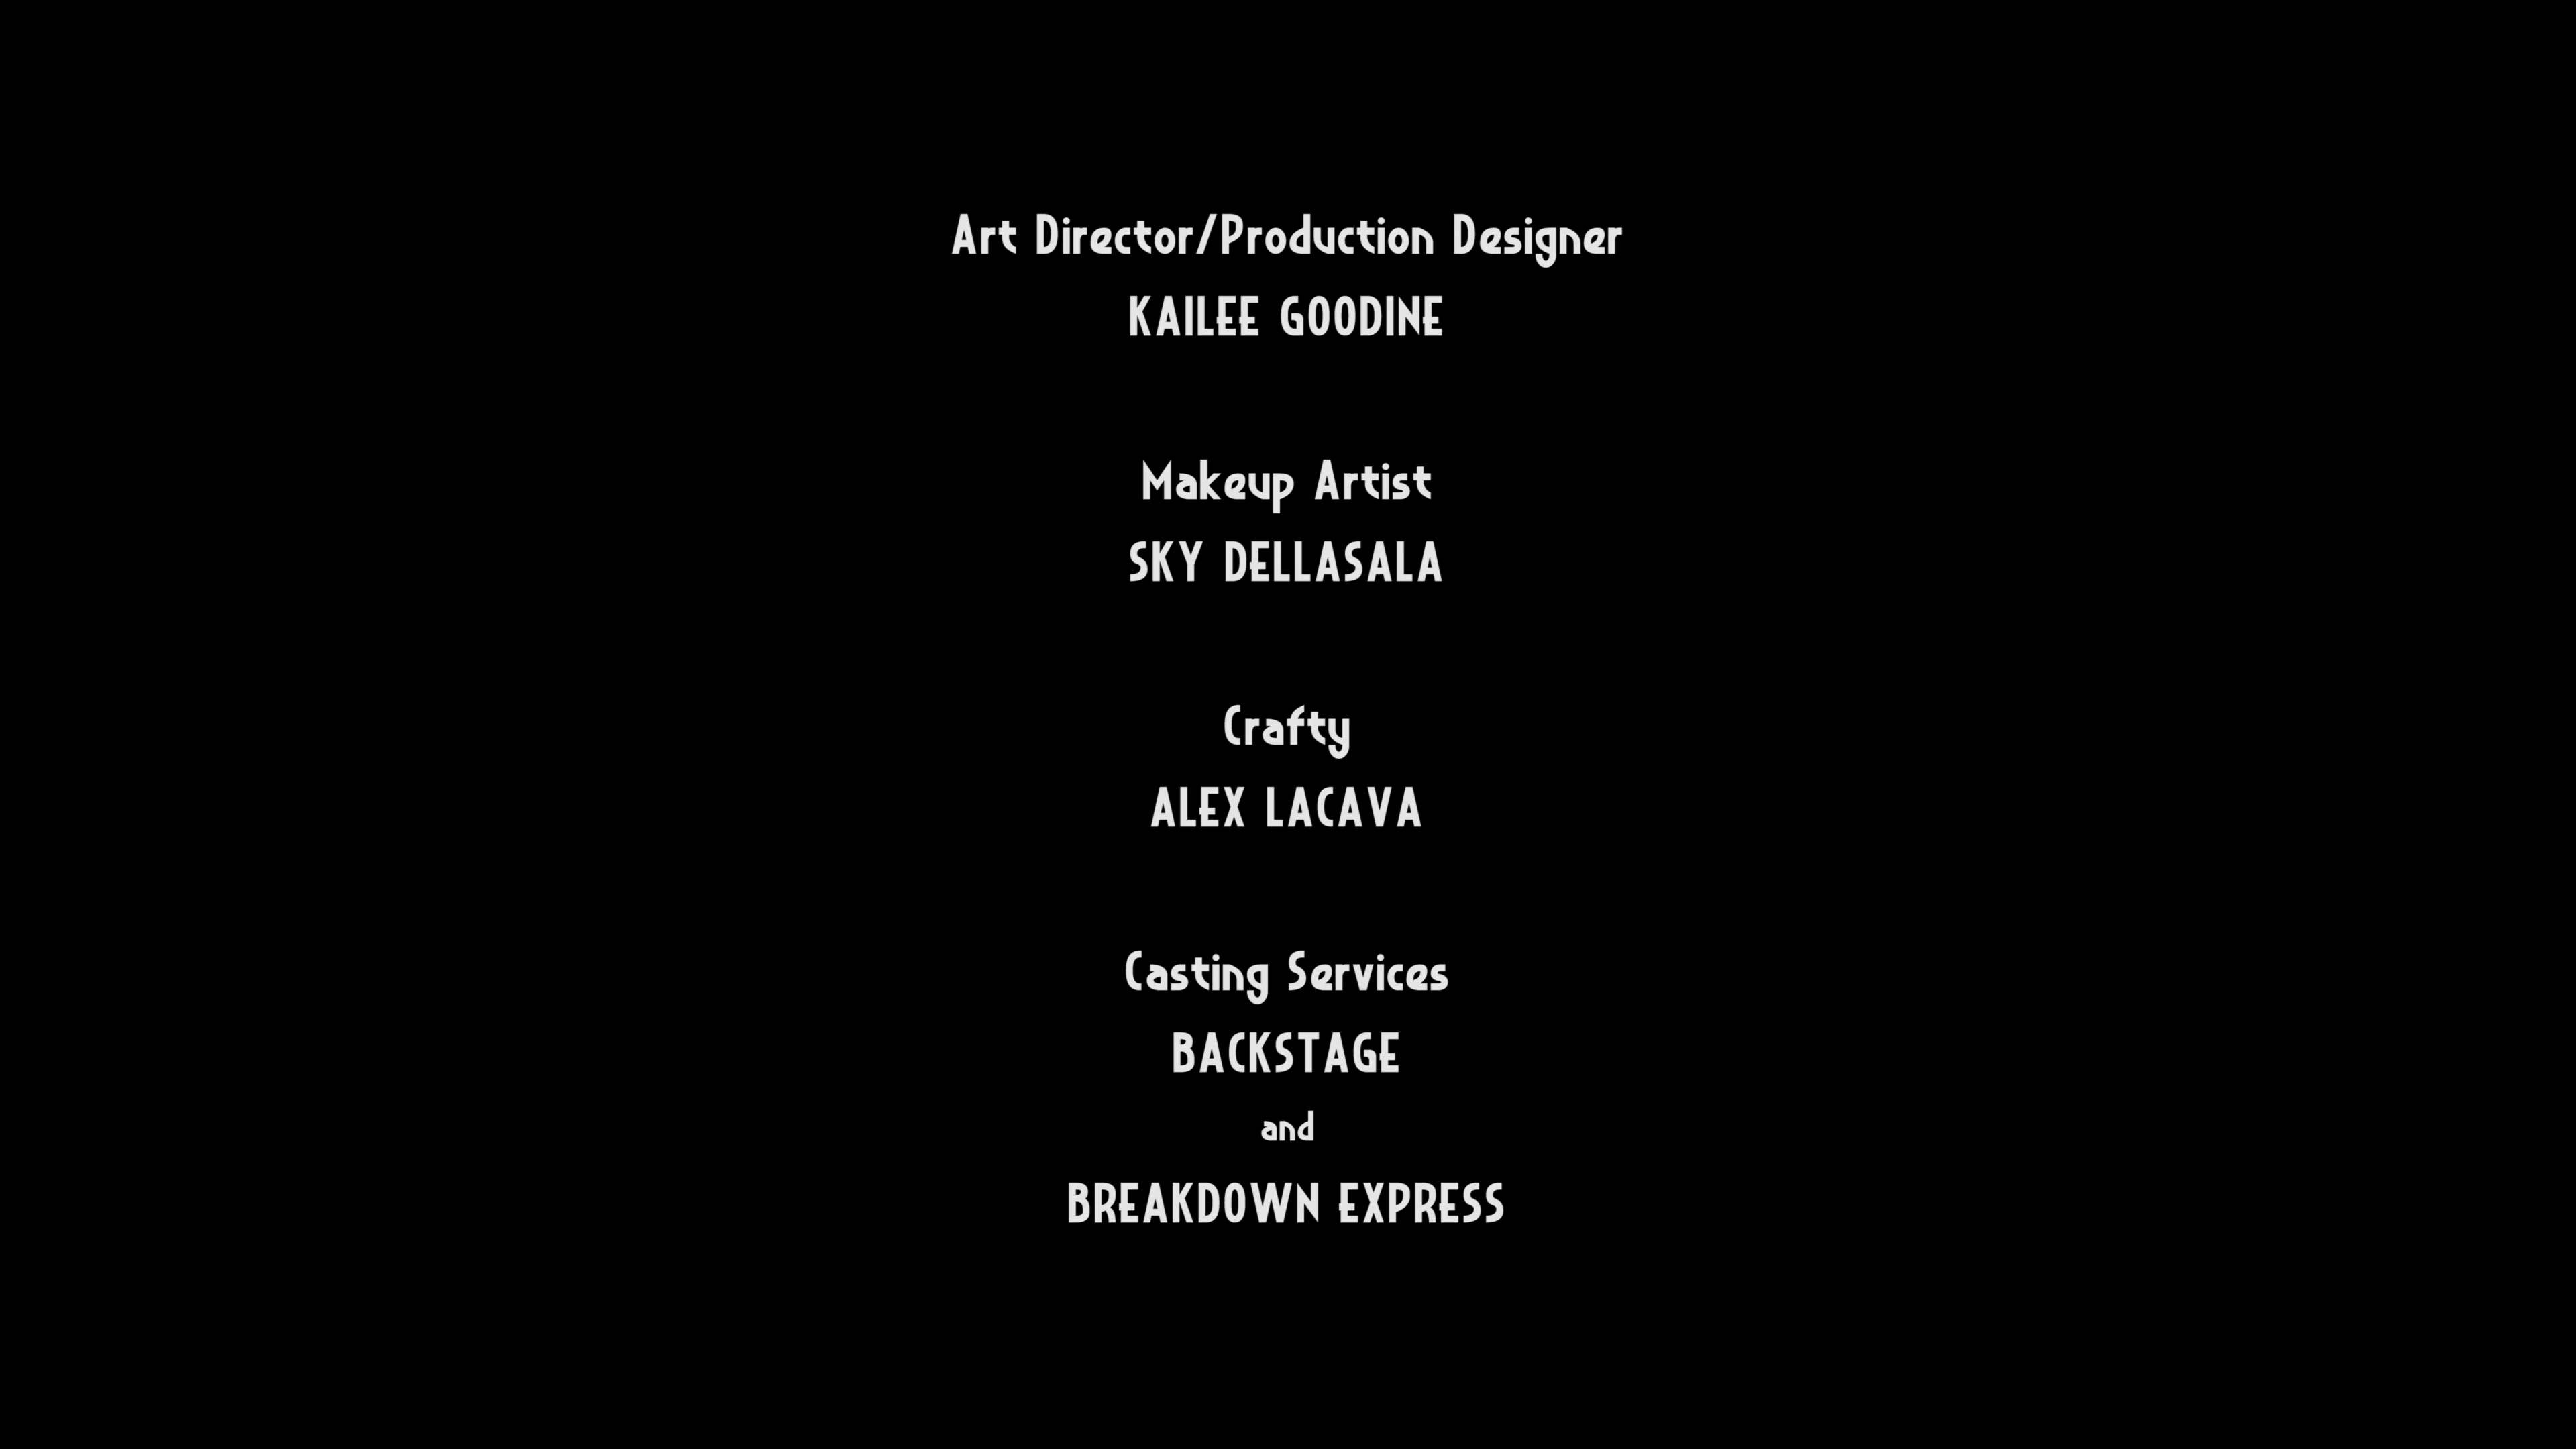 Art Director/Production Designer
KAILEE GOODINE
Makeup Artist
SKY DELLASALA
Crafty
ALEX LACAVA
Casting Services
BACKSTAGE
and
BREAKDOWN EXPRESS